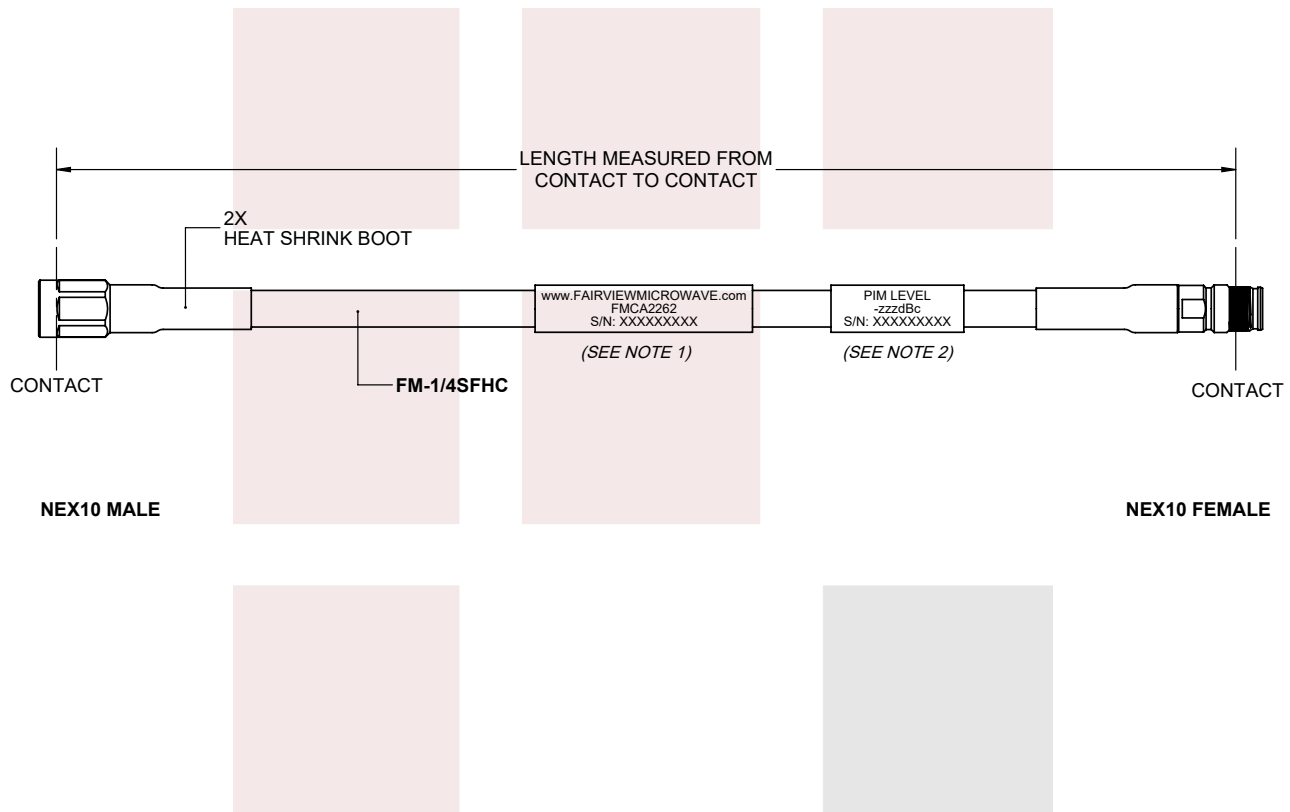 LENGTH MEASURED FROM
CONTACT TO CONTACT
2X
HEAT SHRINK BOOT
www.FAIRVIEWMICROWAVE.com
FMCA2262
S/N: XXXXXXXXX
PIM LEVEL
-zzzdBc
S/N: XXXXXXXXX
(SEE NOTE 1)
(SEE NOTE 2)
CONTACT
FM-1/4SFHC
CONTACT
NEX10 MALE
NEX10 FEMALE